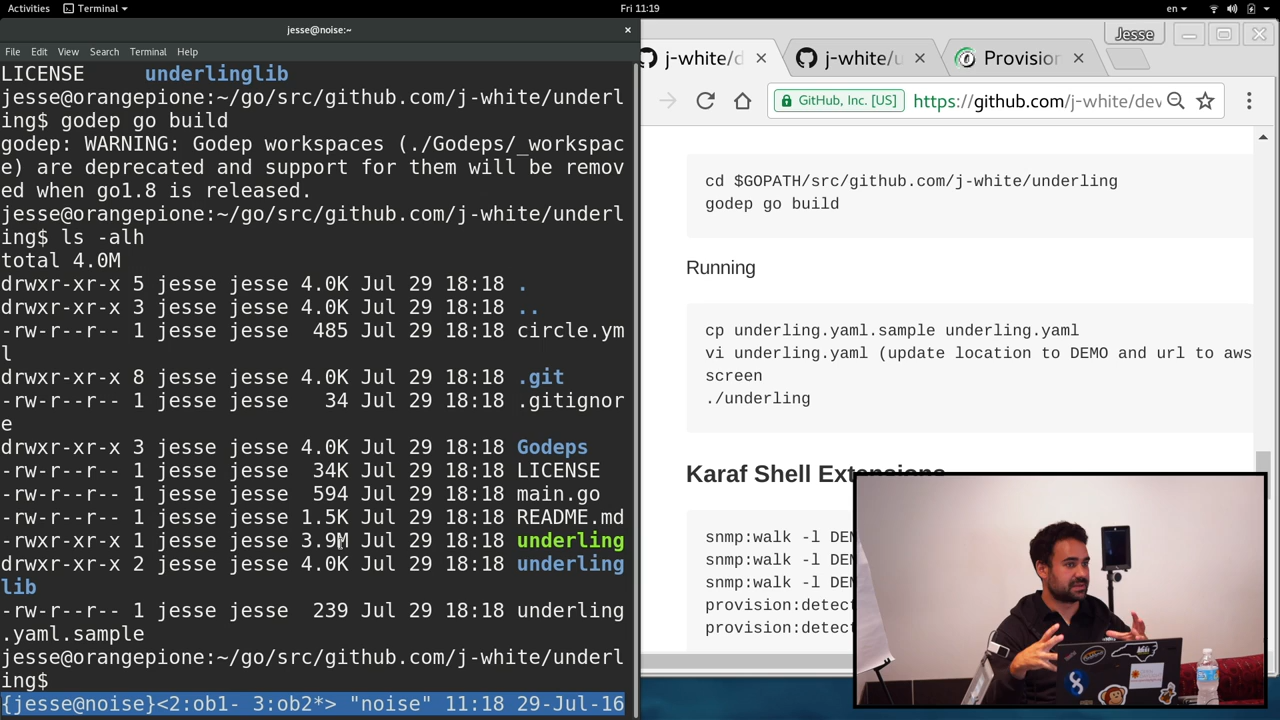 Activities
Terminal
Fri 11:19
en
jesse@noise:~
×
File Edit View Search Terminal Help
LICENSE underlinglib
jesse@orangepione:~/go/src/github.com/j-white/underl
ing$ godep go build
godep: WARNING: Godep workspaces (./Godeps/_workspac
e) are deprecated and support for them will be remov
ed when go1.8 is released.
jesse@orangepione:~/go/src/github.com/j-white/underl
ing$ ls -alh
total 4.0M
drwxr-xr-x 5 jesse jesse 4.0K Jul 29 18:18 .
drwxr-xr-x 3 jesse jesse 4.0K Jul 29 18:18 ..
-rw-r--r-- 1 jesse jesse  485 Jul 29 18:18 circle.ym
l
drwxr-xr-x 8 jesse jesse 4.0K Jul 29 18:18 .git
-rw-r--r-- 1 jesse jesse   34 Jul 29 18:18 .gitignor
e
drwxr-xr-x 3 jesse jesse 4.0K Jul 29 18:18 Godeps
-rw-r--r-- 1 jesse jesse  34K Jul 29 18:18 LICENSE
-rw-r--r-- 1 jesse jesse  594 Jul 29 18:18 main.go
-rw-r--r-- 1 jesse jesse 1.5K Jul 29 18:18 README.md
-rwxr-xr-x 1 jesse jesse 3.9M Jul 29 18:18 underling
drwxr-xr-x 2 jesse jesse 4.0K Jul 29 18:18 underling
lib
-rw-r--r-- 1 jesse jesse  239 Jul 29 18:18 underling
.yaml.sample
jesse@orangepione:~/go/src/github.com/j-white/underl
ing$
{jesse@noise}<2:ob1- 3:ob2*> "noise" 11:18 29-Jul-16
Jesse
j-white/d
j-white/u
Provision
GitHub, Inc. [US]
https://github.com/j-white/dev
cd $GOPATH/src/github.com/j-white/underling
godep go build
Running
cp underling.yaml.sample underling.yaml
vi underling.yaml (update location to DEMO and url to aws
screen
./underling
Karaf Shell Extensions
snmp:walk -l DEM
snmp:walk -l DEM
snmp:walk -l DEM
provision:detect
provision:detect